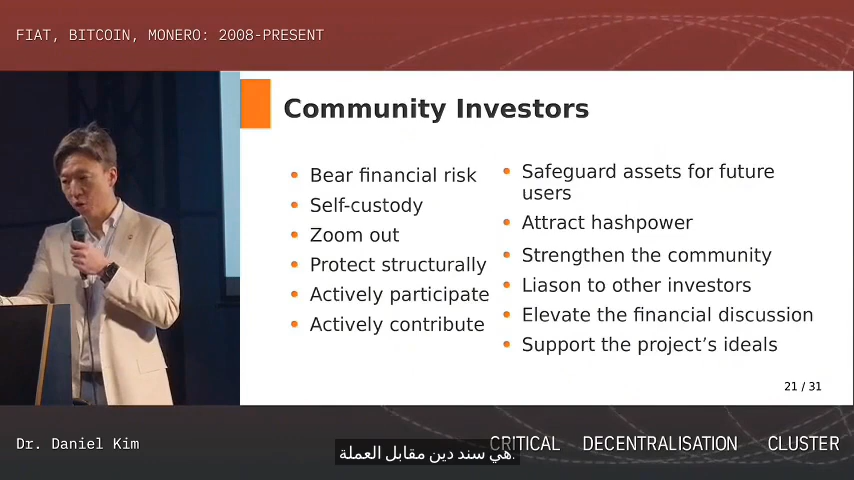 FIAT, BITCOIN, MONERO: 2008-PRESENT
Community Investors
Bear financial risk
Self-custody
Zoom out
Protect structurally
Actively participate
Actively contribute
Safeguard assets for future
users
Attract hashpower
Strengthen the community
Liason to other investors
Elevate the financial discussion
Support the project’s ideals
21 / 31
Dr. Daniel Kim
CRITICAL DECENTRALISATION CLUSTER
هي سند دين مقابل العملة.